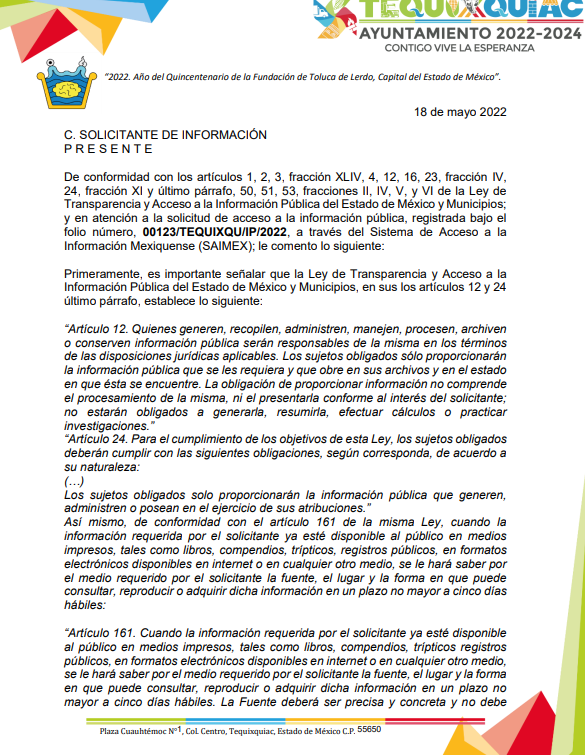 TEQUIXQUIAC
AYUNTAMIENTO 2022-2024
CONTIGO VIVE LA ESPERANZA
“2022. Año del Quincentenario de la Fundación de Toluca de Lerdo, Capital del Estado de México”.
18 de mayo 2022
C. SOLICITANTE DE INFORMACIÓN
P R E S E N T E
De conformidad con los artículos 1, 2, 3, fracción XLIV, 4, 12, 16, 23, fracción IV,
24, fracción XI y último párrafo, 50, 51, 53, fracciones II, IV, V, y VI de la Ley de
Transparencia y Acceso a la Información Pública del Estado de México y Municipios;
y en atención a la solicitud de acceso a la información pública, registrada bajo el
folio número, 00123/TEQUIXQU/IP/2022, a través del Sistema de Acceso a la
Información Mexiquense (SAIMEX); le comento lo siguiente:
Primeramente, es importante señalar que la Ley de Transparencia y Acceso a la
Información Pública del Estado de México y Municipios, en sus los artículos 12 y 24
último párrafo, establece lo siguiente:
“Artículo 12. Quienes generen, recopilen, administren, manejen, procesen, archiven
o conserven información pública serán responsables de la misma en los términos
de las disposiciones jurídicas aplicables. Los sujetos obligados sólo proporcionarán
la información pública que se les requiera y que obre en sus archivos y en el estado
en que ésta se encuentre. La obligación de proporcionar información no comprende
el procesamiento de la misma, ni el presentarla conforme al interés del solicitante;
no estarán obligados a generarla, resumirla, efectuar cálculos o practicar
investigaciones.”
“Artículo 24. Para el cumplimiento de los objetivos de esta Ley, los sujetos obligados
deberán cumplir con las siguientes obligaciones, según corresponda, de acuerdo a
su naturaleza:
(…)
Los sujetos obligados solo proporcionarán la información pública que generen,
administren o posean en el ejercicio de sus atribuciones.”
Así mismo, de conformidad con el artículo 161 de la misma Ley, cuando la
información requerida por el solicitante ya esté disponible al público en medios
impresos, tales como libros, compendios, trípticos, registros públicos, en formatos
electrónicos disponibles en internet o en cualquier otro medio, se le hará saber por
el medio requerido por el solicitante la fuente, el lugar y la forma en que puede
consultar, reproducir o adquirir dicha información en un plazo no mayor a cinco días
hábiles:
“Artículo 161. Cuando la información requerida por el solicitante ya esté disponible
al público en medios impresos, tales como libros, compendios, trípticos registros
públicos, en formatos electrónicos disponibles en internet o en cualquier otro medio,
se le hará saber por el medio requerido por el solicitante la fuente, el lugar y la forma
en que puede consultar, reproducir o adquirir dicha información en un plazo no
mayor a cinco días hábiles. La Fuente deberá ser precisa y concreta y no debe
Plaza Cuauhtémoc Nº1, Col. Centro, Tequixquiac, Estado de México C.P. 55650